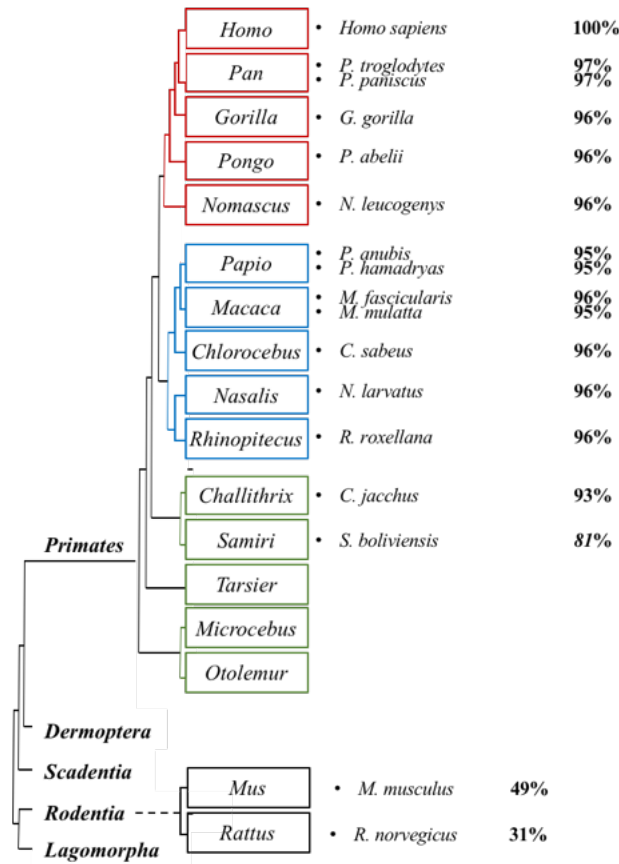 Homo • Homo sapiens 100%
Pan • P. troglodytes 97%
• P. paniscus 97%
Gorilla • G. gorilla 96%
Pongo • P. abelii 96%
Nomascus • N. leucogenys 96%
Papio • P. anubis 95%
• P. hamadryas 95%
Macaca • M. fascicularis 96%
• M. mulatta 95%
Chlorocebus • C. sabeus 96%
Nasalis • N. larvatus 96%
Rhinopitecus • R. roxellana 96%
Challithrix • C. jacchus 93%
Primates
Samiri • S. boliviensis 81%
Tarsier
Microcebus
Otolemur
Dermoptera
Scadentia
Mus • M. musculus 49%
Rodentia
Rattus • R. norvegicus 31%
Lagomorpha